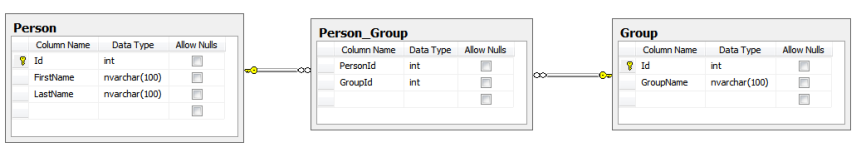 Person
Column Name Data Type Allow Nulls
Id int
FirstName nvarchar(100)
LastName nvarchar(100)
Person_Group
Column Name Data Type Allow Nulls
PersonId int
GroupId int
Group
Column Name Data Type Allow Nulls
Id int
GroupName nvarchar(100)